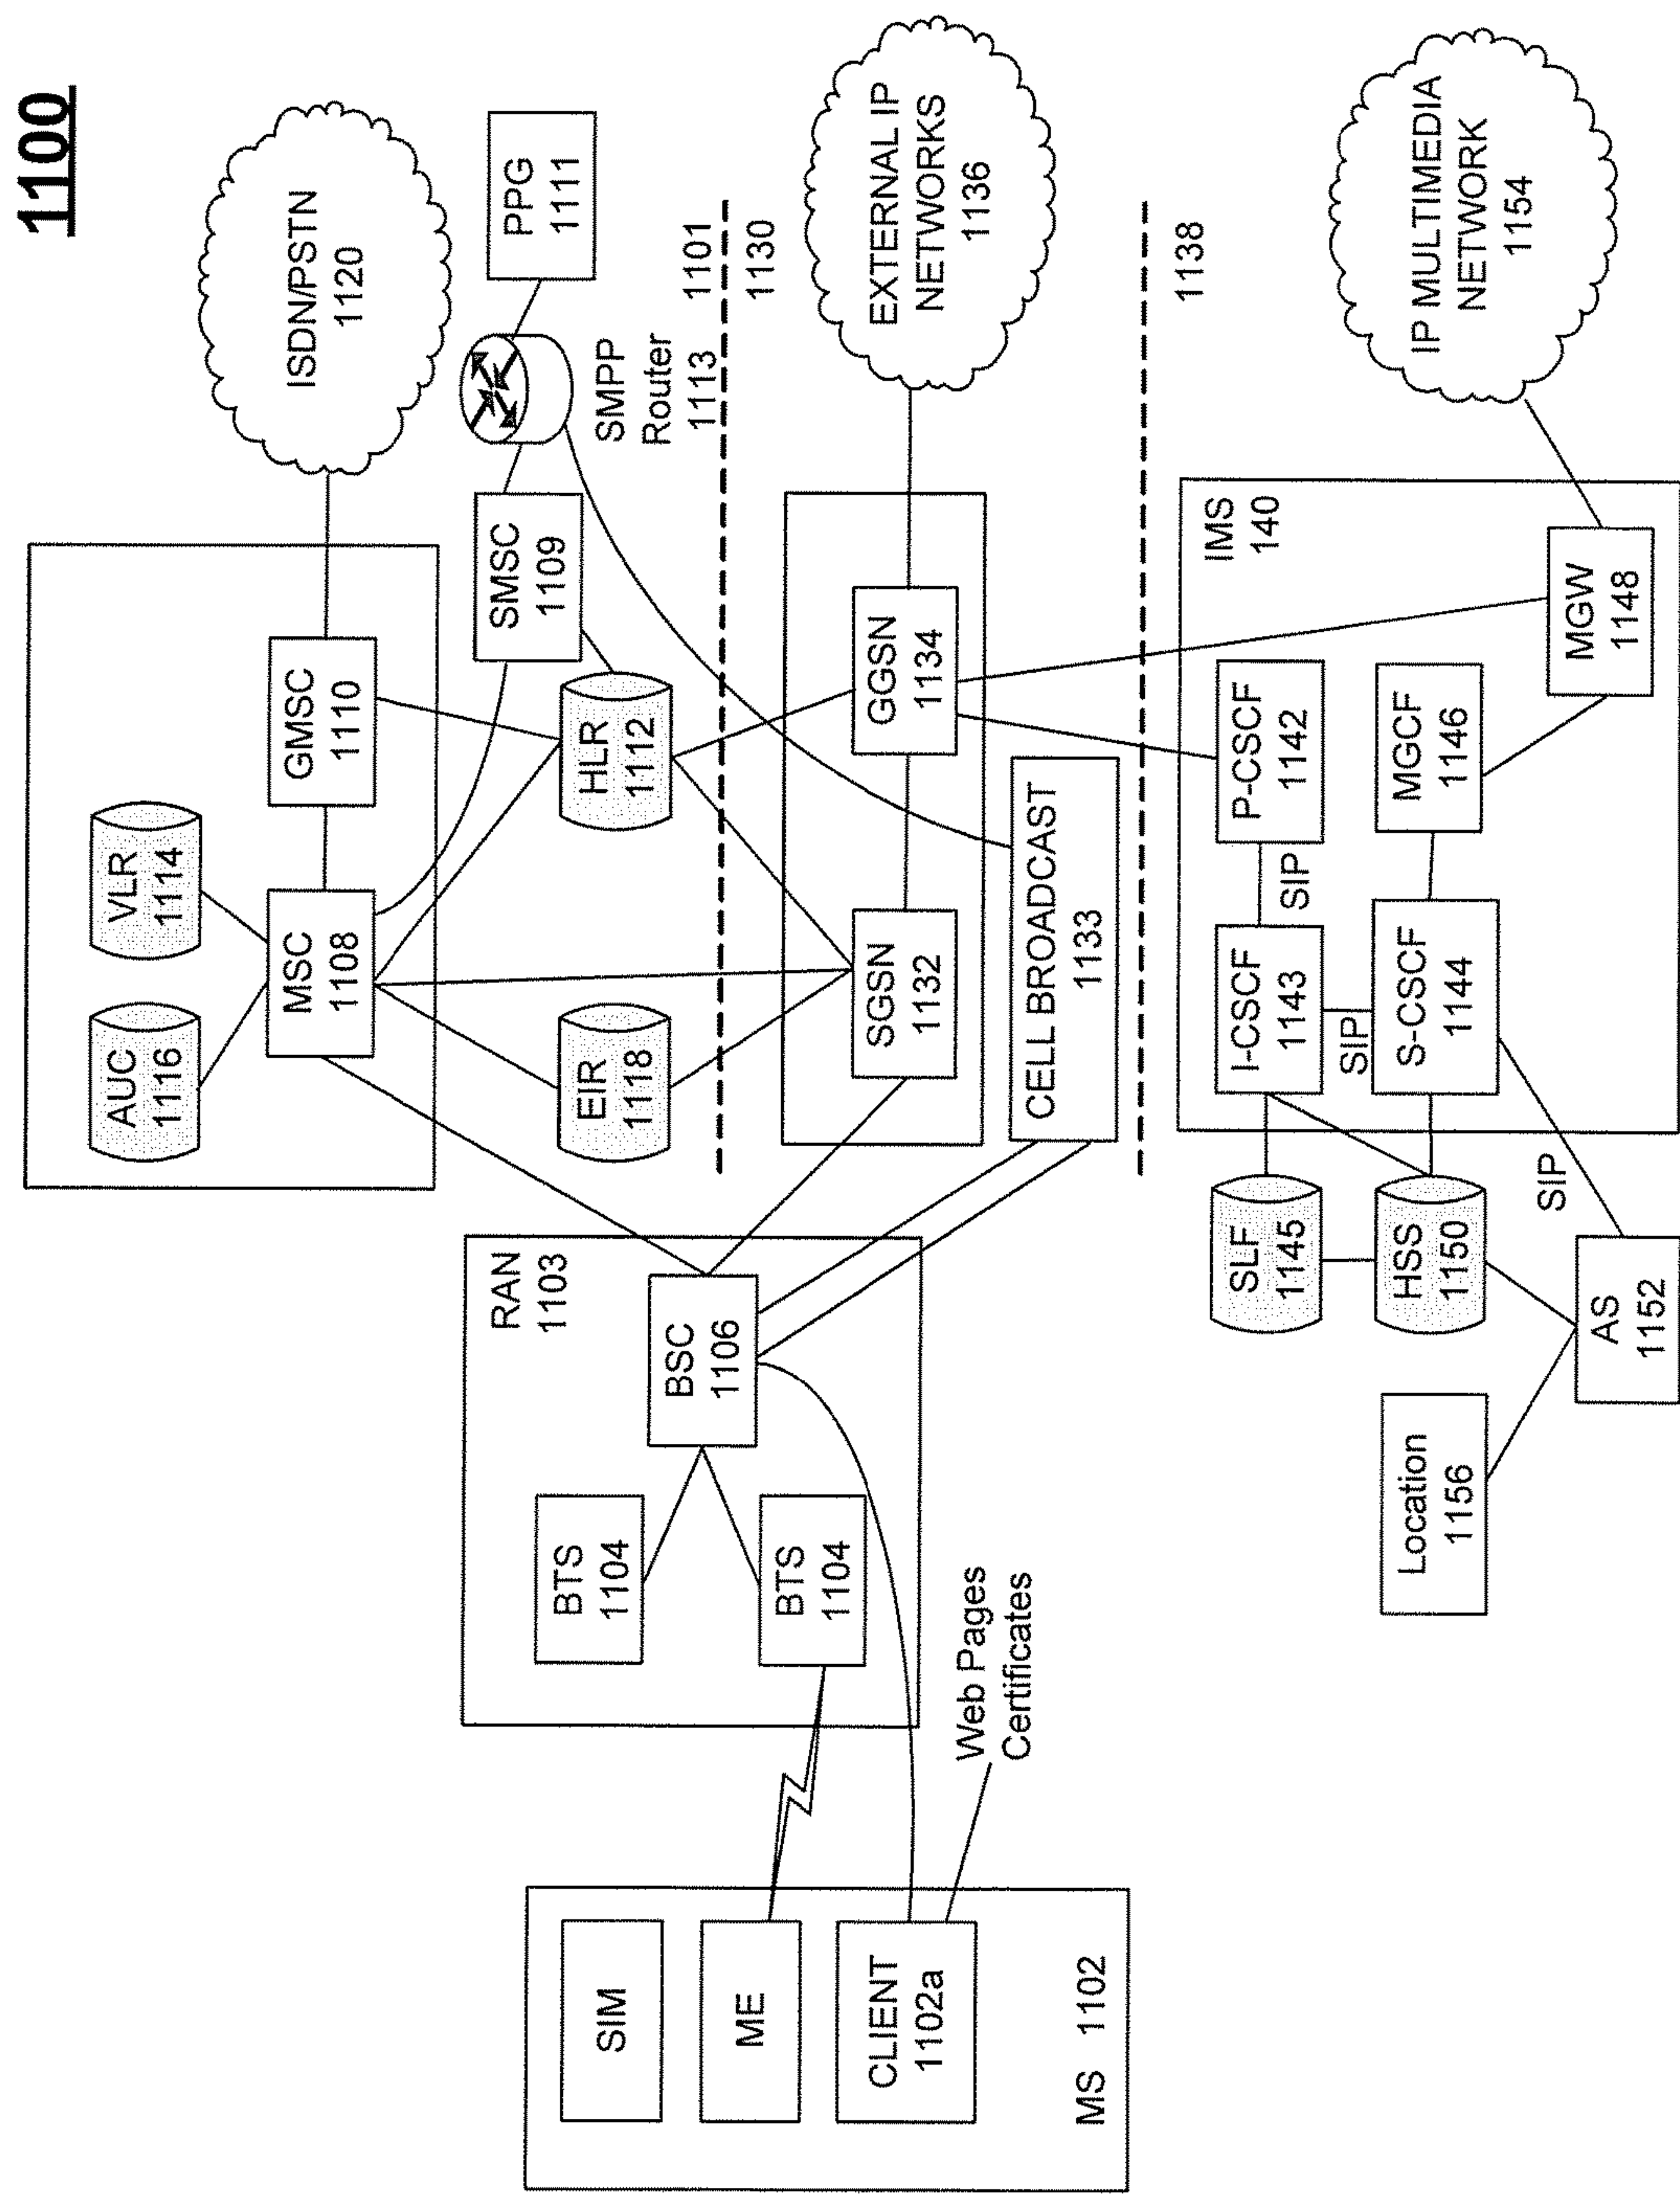 1100
AUC
1116
VLR
1114
MSC
1108
GMSC
1110
ISDN/PSTN
1120
SMSC
1109
PPG
1111
SMPP
Router
1113
EIR
1118
HLR
1112
1101
1130
RAN
1103
BTS
1104
BTS
1104
BSC
1106
SIM
ME
CLIENT
1102a
MS 1102
Web Pages
Certificates
SGSN
1132
GGSN
1134
EXTERNAL IP
NETWORKS
1136
CELL BROADCAST
1133
1138
IMS
140
SLF
1145
I-CSCF
1143
SIP
P-CSCF
1142
SIP
HSS
1150
S-CSCF
1144
MGCF
1146
MGW
1148
IP MULTIMEDIA
NETWORK
1154
SIP
Location
1156
AS
1152